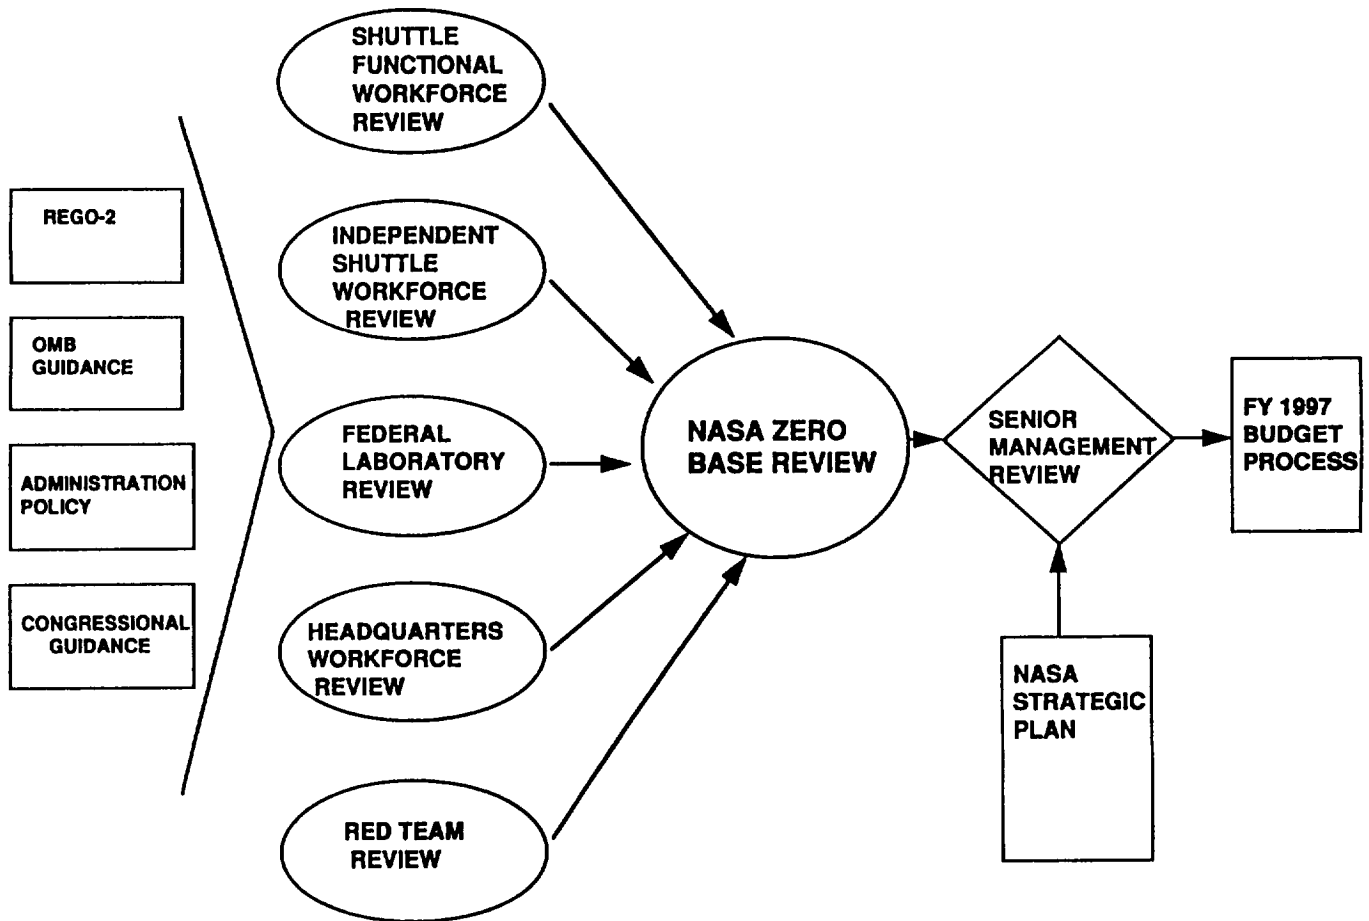 REGO-2
OMB
GUIDANCE
ADMINISTRATION
POLICY
CONGRESSIONAL
GUIDANCE
SHUTTLE
FUNCTIONAL
WORKFORCE
REVIEW
INDEPENDENT
SHUTTLE
WORKFORCE
REVIEW
FEDERAL
LABORATORY
REVIEW
HEADQUARTERS
WORKFORCE
REVIEW
RED TEAM
REVIEW
NASA ZERO
BASE REVIEW
SENIOR
MANAGEMENT
REVIEW
NASA
STRATEGIC
PLAN
FY 1997
BUDGET
PROCESS